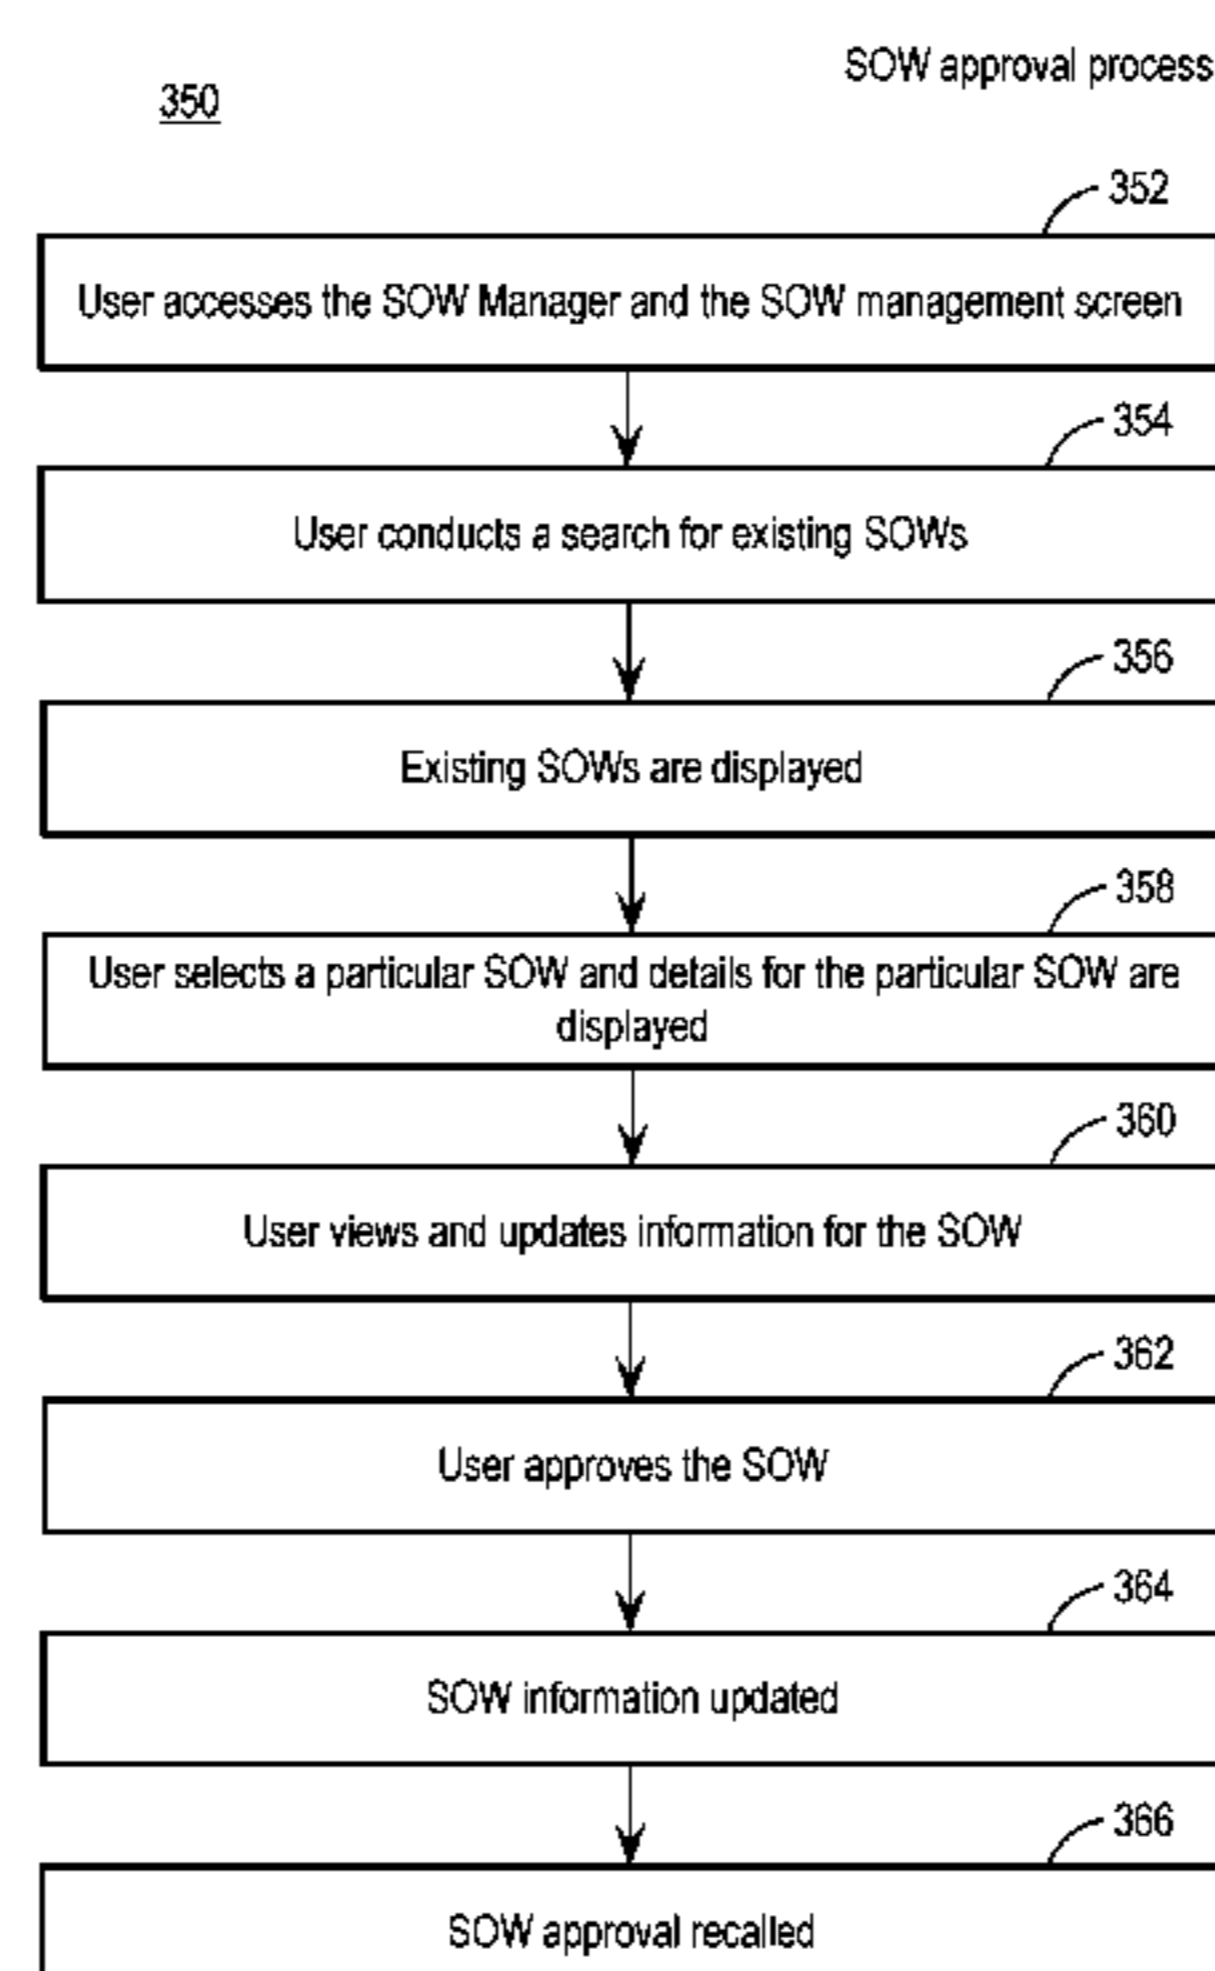 SOW approval process
350
352
User accesses the SOW Manager and the SOW management screen
354
User conducts a search for existing SOWs
356
Existing SOWs are displayed
358
User selects a particular SOW and details for the particular SOW are
displayed
360
User views and updates information for the SOW
362
User approves the SOW
364
SOW information updated
366
SOW approval recalled